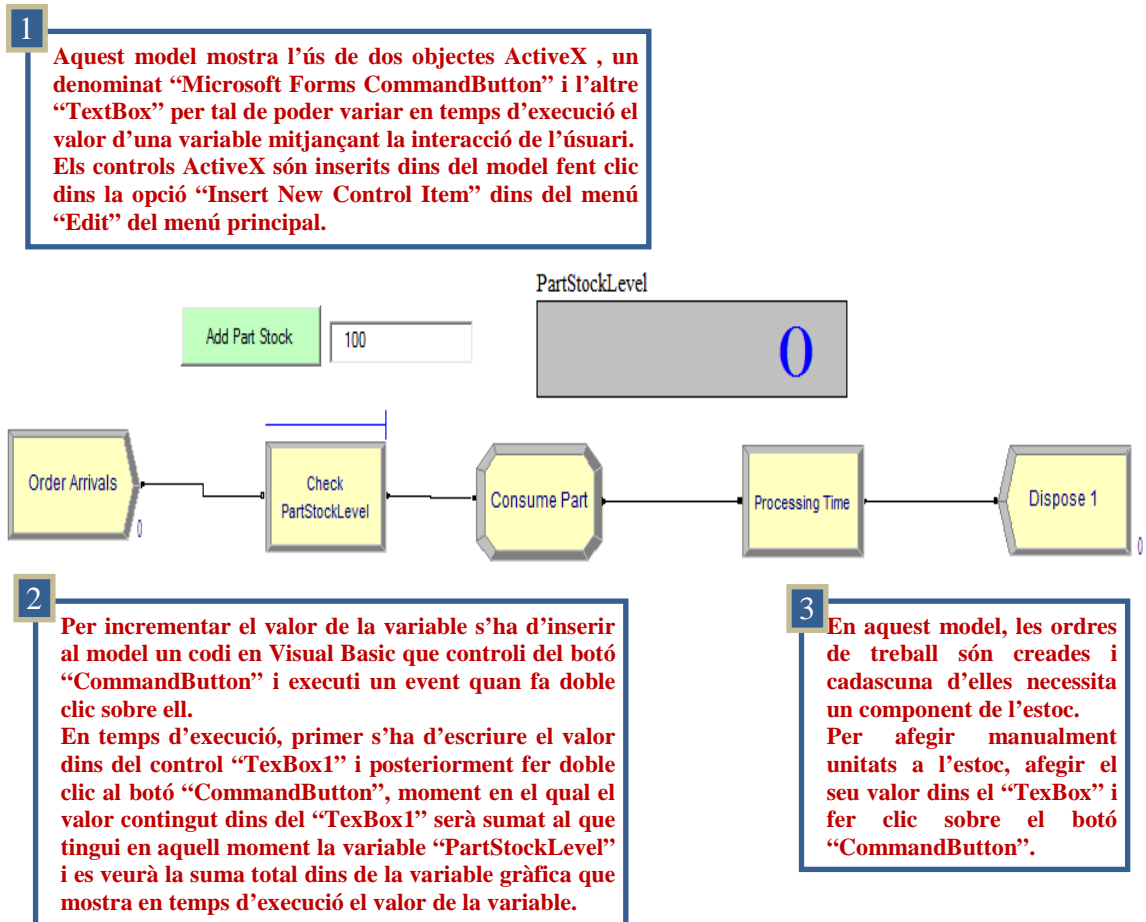 1
Aquest model mostra l’ús de dos objectes ActiveX , un
denominat “Microsoft Forms CommandButton” i l’altre
“TextBox” per tal de poder variar en temps d’execució el
valor d’una variable mitjançant la interacció de l’úsuari.
Els controls ActiveX són inserits dins del model fent clic
dins la opció “Insert New Control Item” dins del menú
“Edit” del menú principal.
PartStockLevel
Add Part Stock
100
0
Order Arrivals
0
Check
PartStockLevel
Consume Part
Processing Time
Dispose 1
0
2
Per incrementar el valor de la variable s’ha d’inserir
al model un codi en Visual Basic que controli del botó
“CommandButton” i executi un event quan fa doble
clic sobre ell.
En temps d’execució, primer s’ha d’escriure el valor
dins del control “TexBox1” i posteriorment fer doble
clic al botó “CommandButton”, moment en el qual el
valor contingut dins del “TexBox1” serà sumat al que
tingui en aquell moment la variable “PartStockLevel”
i es veurà la suma total dins de la variable gràfica que
mostra en temps d’execució el valor de la variable.
3
En aquest model, les ordres
de treball són creades i
cadascuna d’elles necessita
un component de l’estoc.
Per afegir manualment
unitats a l’estoc, afegir el
seu valor dins el “TexBox” i
fer clic sobre el botó
“CommandButton”.